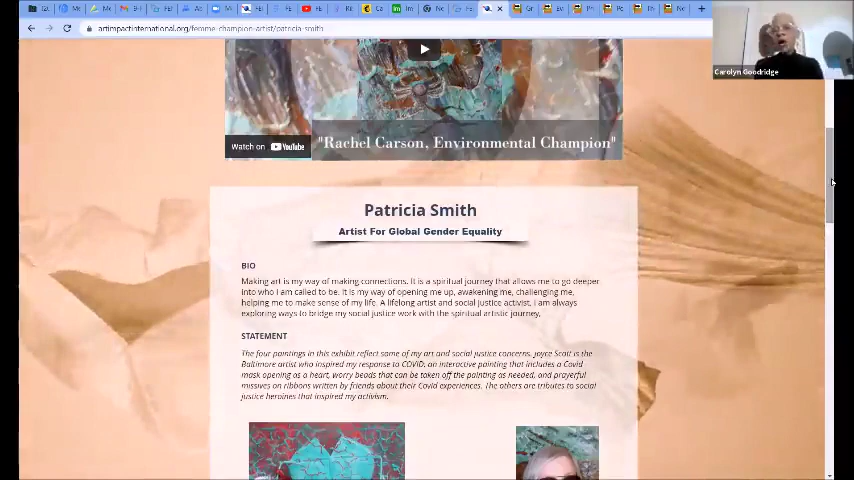 artimpactinternational.org/femme-champion-artist/patricia-smith
Carolyn Goodridge
Watch on YouTube
"Rachel Carson, Environmental Champion"
Patricia Smith
Artist For Global Gender Equality
BIO
Making art is my way of making connections. It is a spiritual journey that allows me to go deeper
into who I am called to be. It is my way of opening me up, awakening me, challenging me,
helping me to make sense of my life. A lifelong artist and social justice activist, I am always
exploring ways to bridge my social justice work with the spiritual artistic journey,
STATEMENT
The four paintings in this exhibit reflect some of my art and social justice concerns. Joyce Scott is the
Baltimore artist who inspired my response to COVID, an interactive painting that includes a Covid
mask opening as a heart, worry beads that can be taken off the painting as needed, and prayerful
missives on ribbons written by friends about their Covid experiences. The others are tributes to social
justice heroines that inspired my activism.